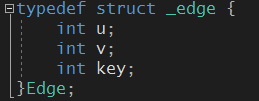 typedef struct _edge {
    int u;
    int v;
    int key;
}Edge;